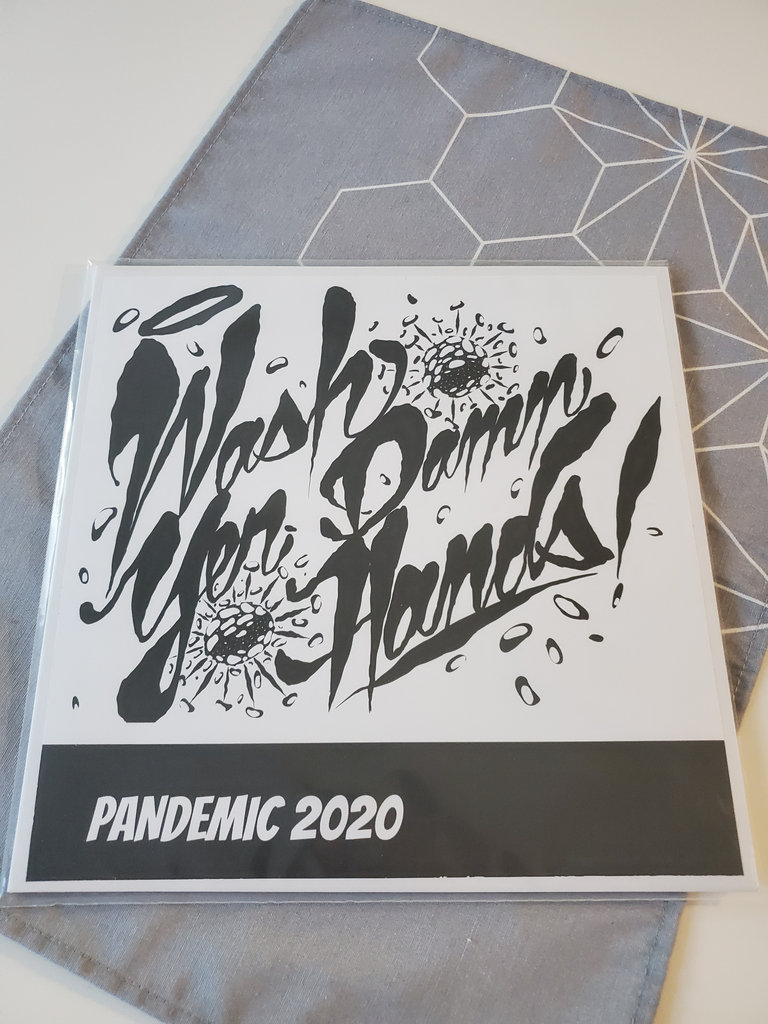 Wash
Yer Damn
Hands!
PANDEMIC 2020